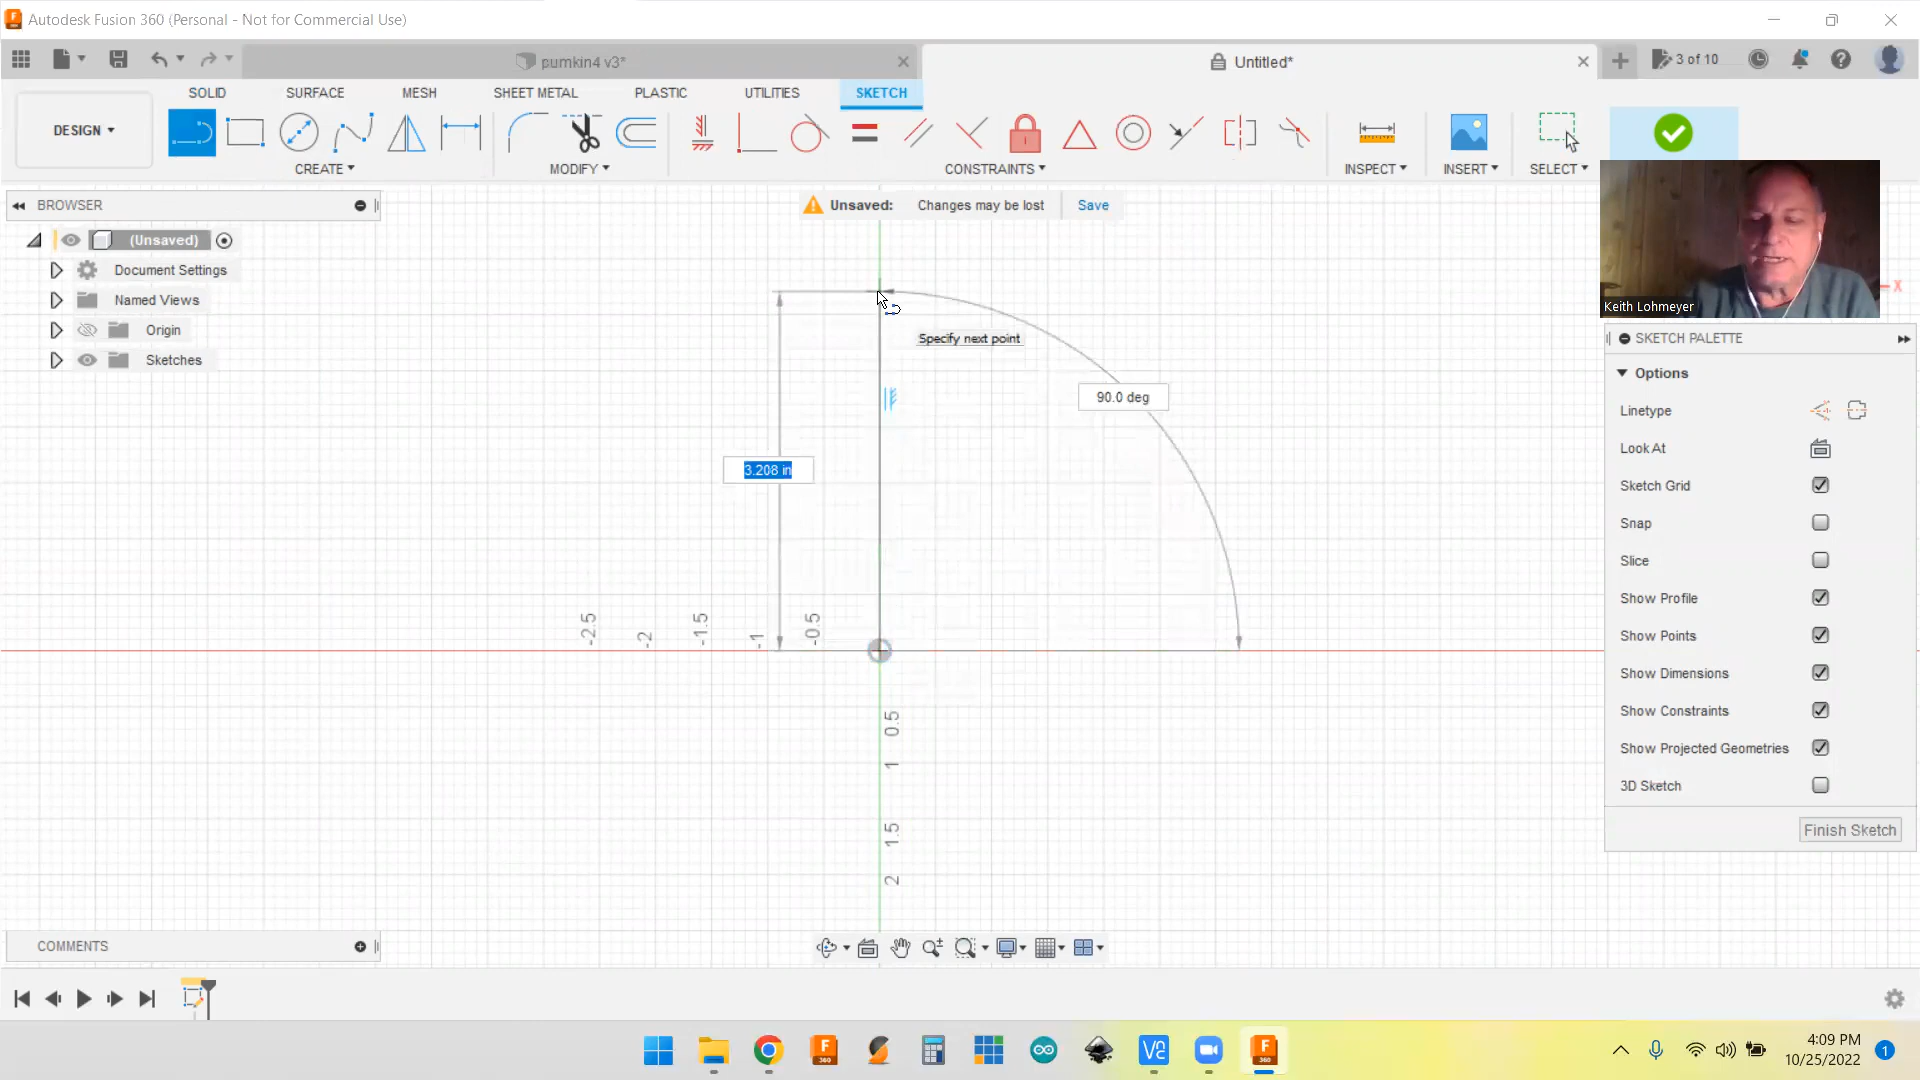 Autodesk Fusion 360 (Personal - Not for Commercial Use)
pumkin4 v3*
Untitled*
3 of 10
SOLID
SURFACE
MESH
SHEET METAL
PLASTIC
UTILITIES
SKETCH
DESIGN
CREATE
MODIFY
CONSTRAINTS
INSPECT
INSERT
SELECT
BROWSER
Unsaved:
Changes may be lost
Save
(Unsaved)
Document Settings
Named Views
Origin
Sketches
X
Keith Lohmeyer
Specify next point
90.0 deg
3.208 in
-2.5
-2
-1.5
-1
-0.5
0.5
1
1.5
2
SKETCH PALETTE
Options
Linetype
Look At
Sketch Grid
Snap
Slice
Show Profile
Show Points
Show Dimensions
Show Constraints
Show Projected Geometries
3D Sketch
Finish Sketch
COMMENTS
F
360
F
360
4:09 PM
10/25/2022
1